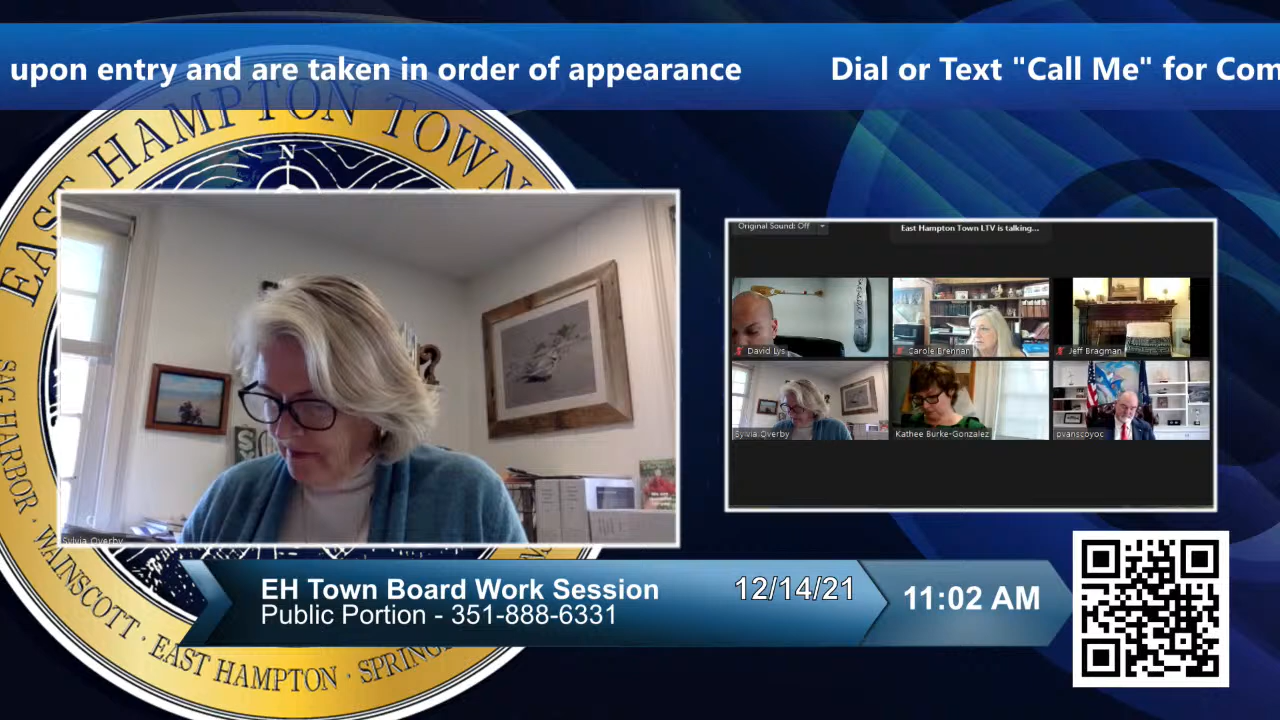 upon entry and are taken in order of appearance
Dial or Text "Call Me" for Com
EAST HAMPTON TOWN
N
SAG HARBOR · WAINSCOTT · EAST HAMPTON · SPRING
Sylvia Overby
Original Sound: Off
East Hampton Town LTV is talking...
David Lys
Carole Brennan
Jeff Bragman
Sylvia Overby
Kathee Burke-Gonzalez
pvanscoyoc
EH Town Board Work Session
12/14/21
11:02 AM
Public Portion - 351-888-6331